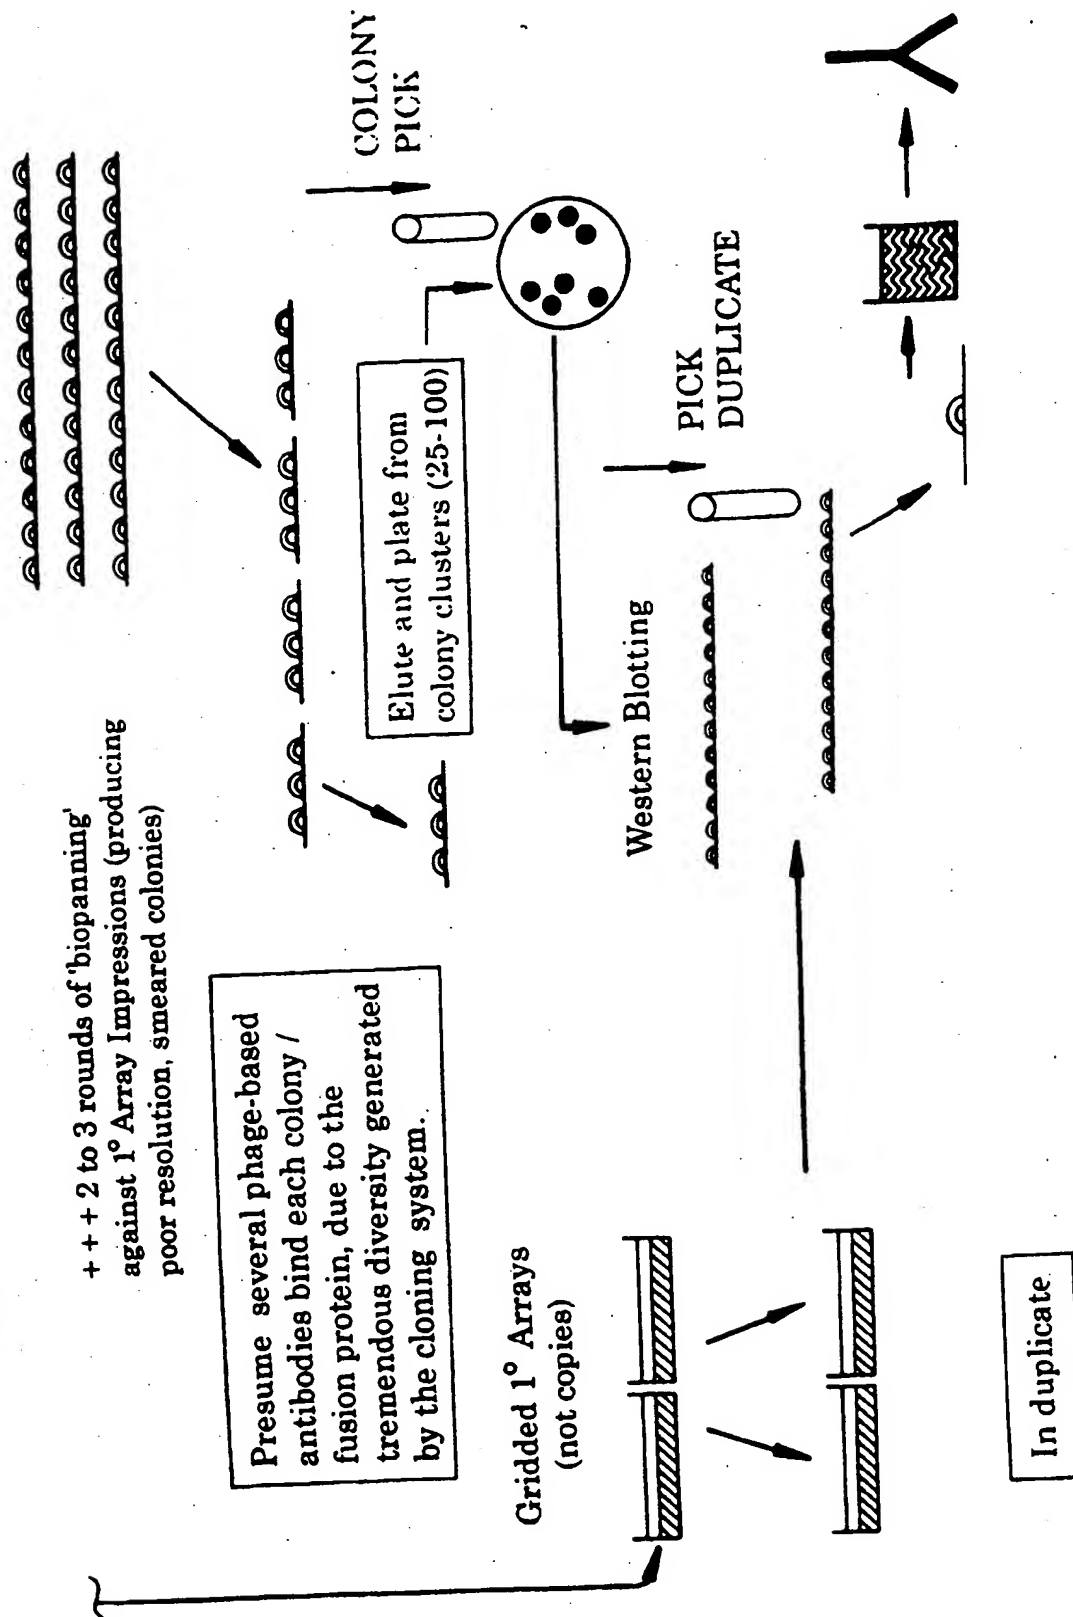 + + + 2 to 3 rounds of 'biopanning'
against 1° Array Impressions (producing
poor resolution, smeared colonies)
Presume several phage-based
antibodies bind each colony /
fusion protein, due to the
tremendous diversity generated
by the cloning system.
Elute and plate from
colony clusters (25-100)
COLONY
PICK
Gridded 1° Arrays
(not copies)
Western Blotting
PICK
DUPLICATE
In duplicate